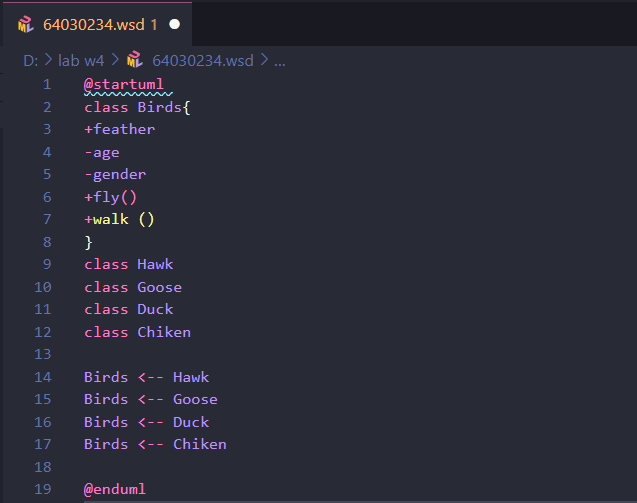 64030234.wsd 1
D: > lab w4 > 64030234.wsd > ...
1 @startuml
2 class Birds{
3 +feather
4 -age
5 -gender
6 +fly()
7 +walk ()
8 }
9 class Hawk
10 class Goose
11 class Duck
12 class Chiken
13
14 Birds <-- Hawk
15 Birds <-- Goose
16 Birds <-- Duck
17 Birds <-- Chiken
18
19 @enduml